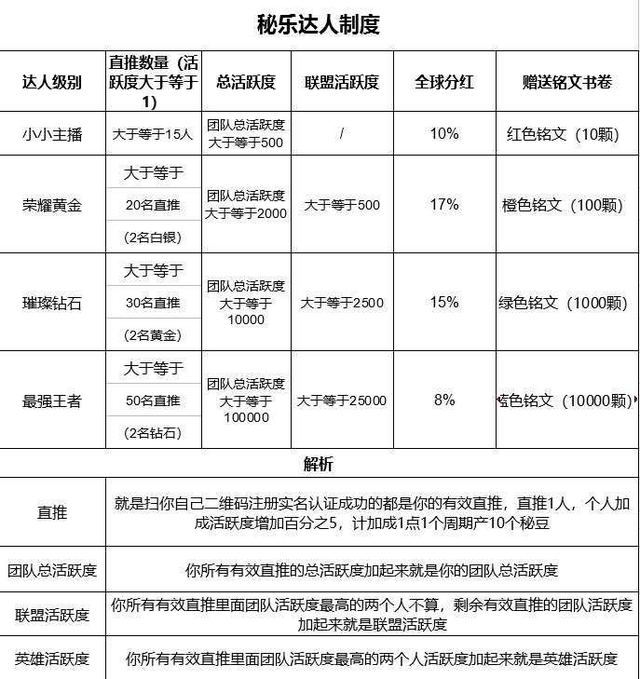 秘乐达人制度
达人级别
直推数量（活
跃度大于等于
1）
总活跃度
联盟活跃度
全球分红
赠送铭文书卷
小小主播
大于等于15人
团队总活跃度
大于等于500
/
10%
红色铭文（10颗）
荣耀黄金
大于等于
20名直推
（2名白银）
团队总活跃度
大于等于2000
大于等于500
17%
橙色铭文（100颗）
璀璨钻石
大于等于
30名直推
（2名黄金）
团队总活跃度
大于等于
10000
大于等于2500
15%
绿色铭文（1000颗）
最强王者
大于等于
50名直推
（2名钻石）
团队总活跃度
大于等于
100000
大于等于25000
8%
蓝色铭文（10000颗）
解析
直推
就是扫你自己二维码注册实名认证成功的都是你的有效直推，直推1人，个人加
成活跃度增加百分之5，计加成1点1个周期产10个秘豆
团队总活跃度
你所有有效直推的总活跃度加起来就是你的团队总活跃度
联盟活跃度
你所有有效直推里面团队活跃度最高的两个人不算，剩余有效直推的团队活跃度
加起来就是联盟活跃度
英雄活跃度
你所有有效直推里面团队活跃度最高的两个人活跃度加起来就是英雄活跃度